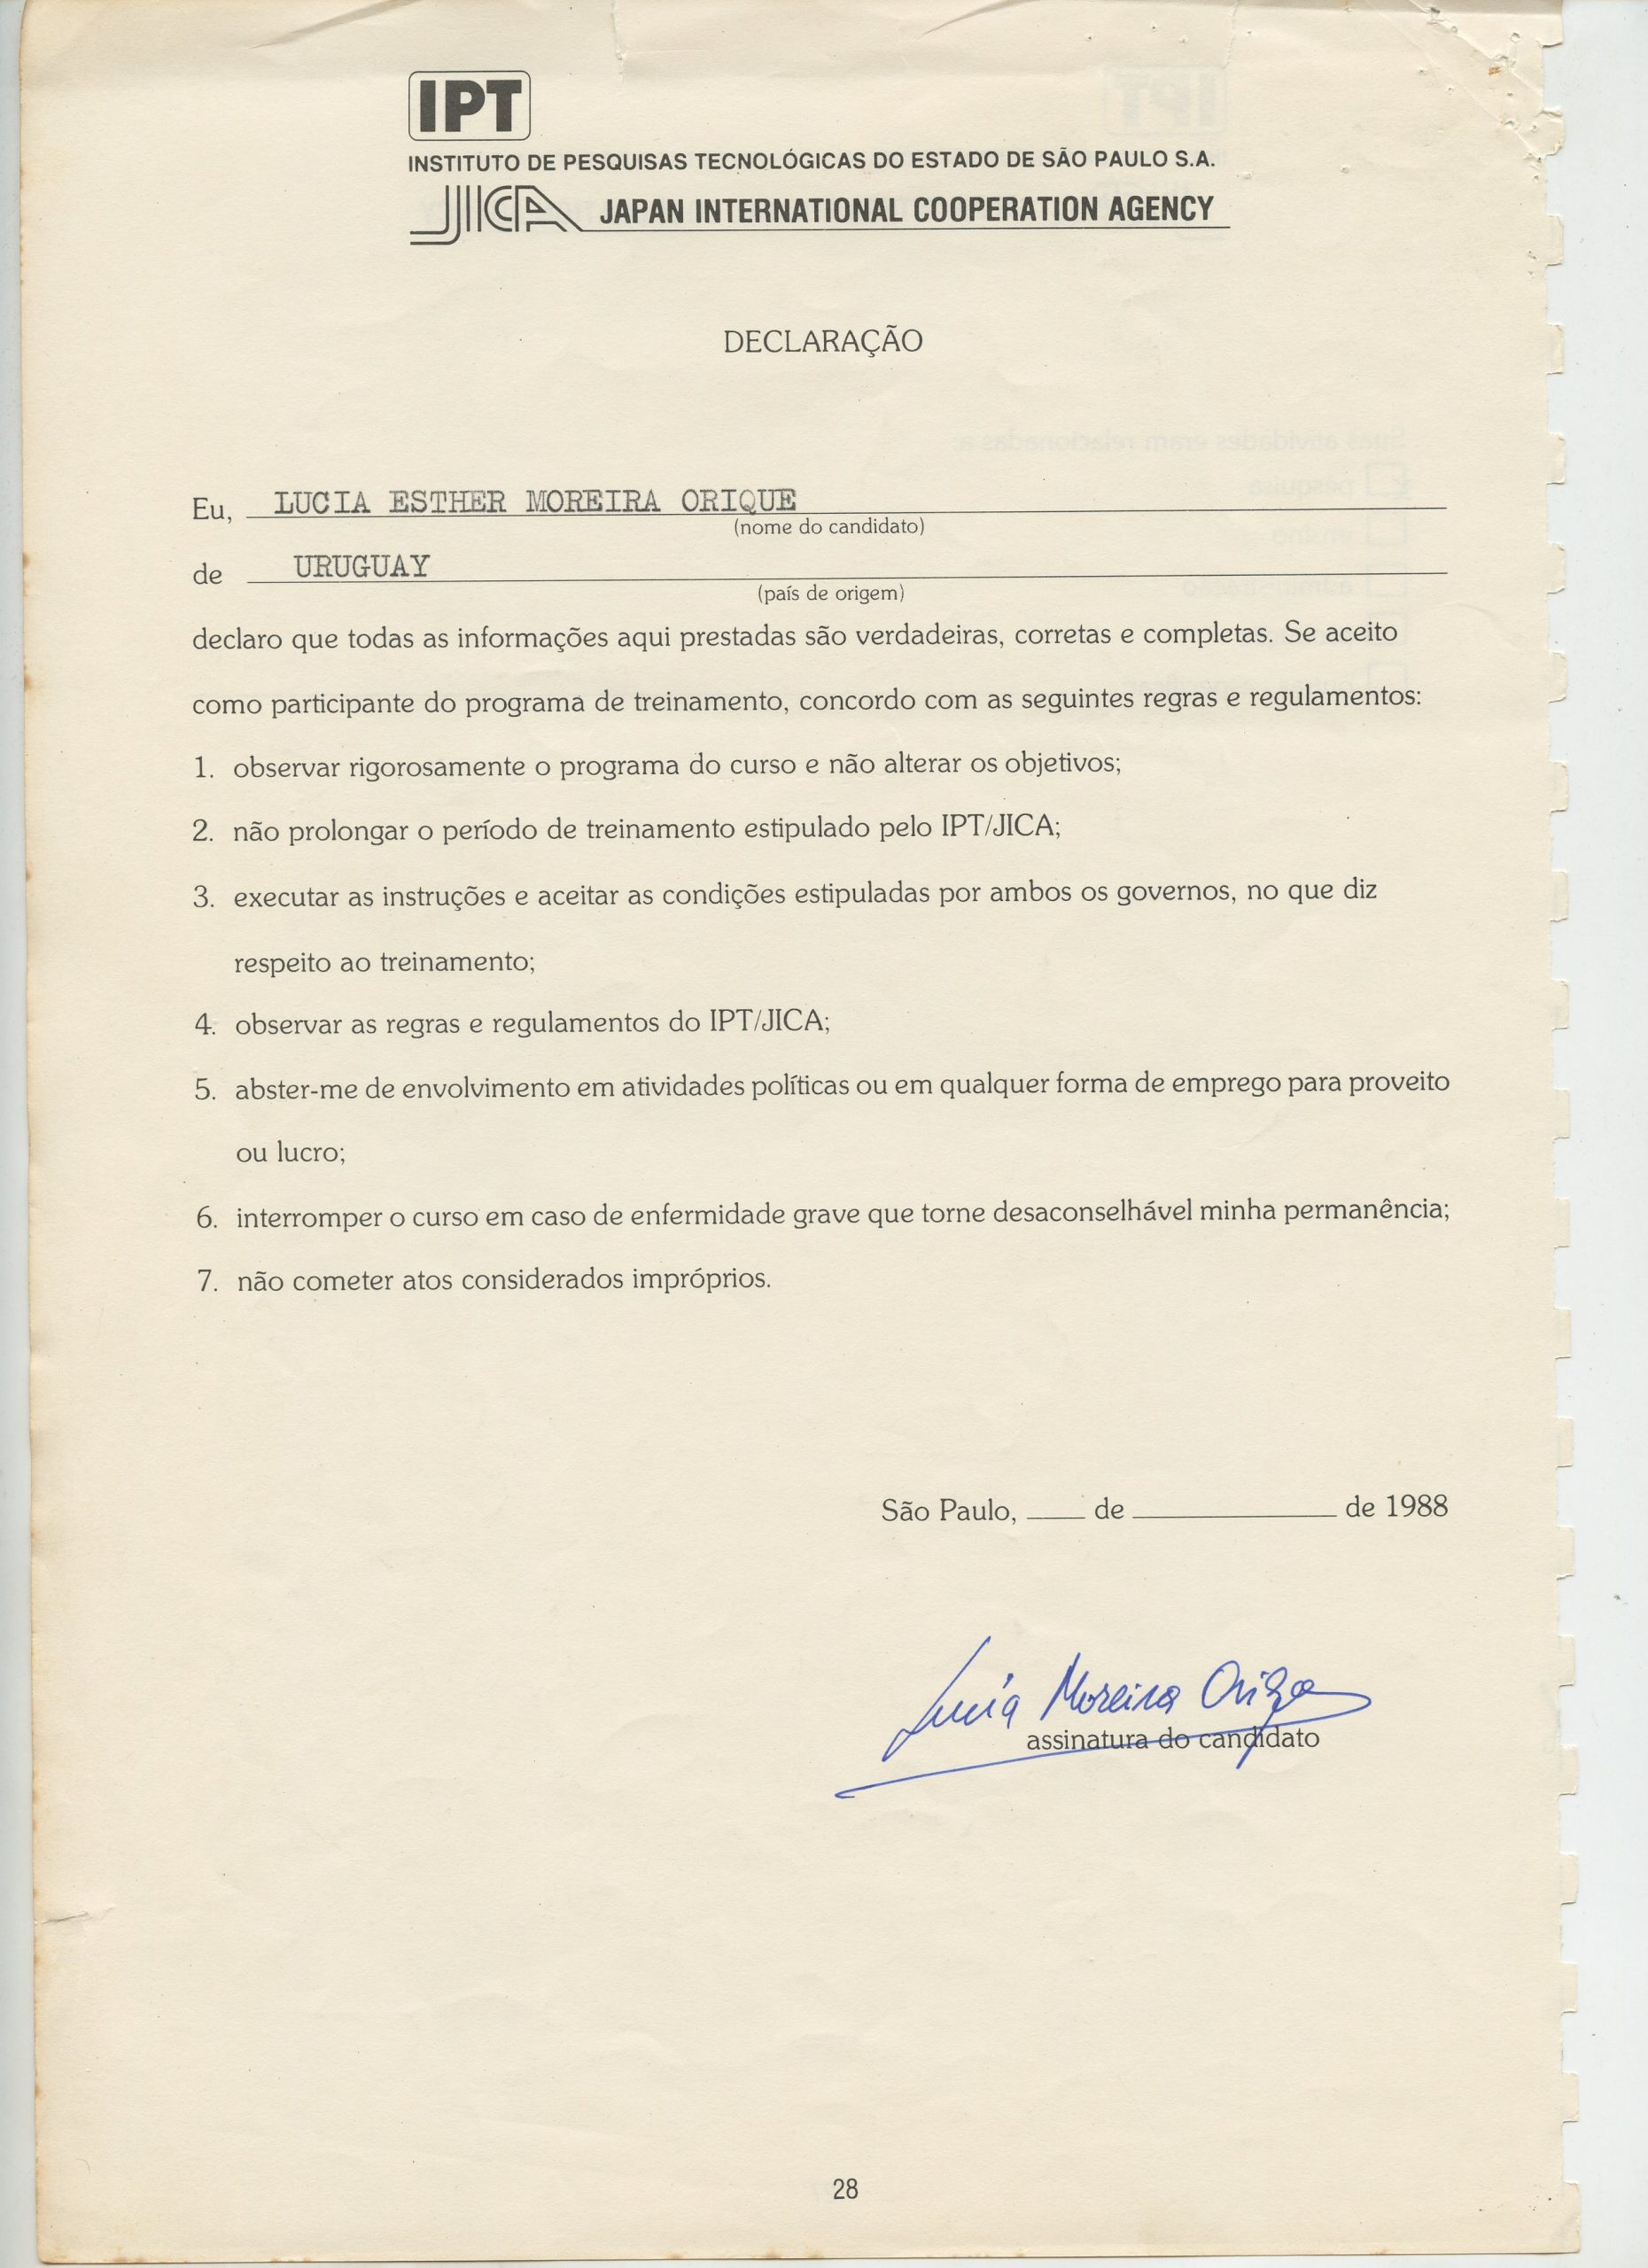 IPT
INSTITUTO DE PESQUISAS TECNOLÓGICAS DO ESTADO DE SÃO PAULO S.A.
JICA JAPAN INTERNATIONAL COOPERATION AGENCY
DECLARAÇÃO
Eu, LUCIA ESTHER MOREIRA ORIQUE
(nome do candidato)
de URUGUAY
(país de origem)
declaro que todas as informações aqui prestadas são verdadeiras, corretas e completas. Se aceito
como participante do programa de treinamento, concordo com as seguintes regras e regulamentos:
1. observar rigorosamente o programa do curso e não alterar os objetivos;
2. não prolongar o período de treinamento estipulado pelo IPT/JICA;
3. executar as instruções e aceitar as condições estipuladas por ambos os governos, no que diz
respeito ao treinamento;
4. observar as regras e regulamentos do IPT/JICA;
5. abster-me de envolvimento em atividades políticas ou em qualquer forma de emprego para proveito
ou lucro;
6. interromper o curso em caso de enfermidade grave que torne desaconselhável minha permanência;
7. não cometer atos considerados impróprios.
São Paulo, ____ de ______________ de 1988
Lucía Moreira Orique
assinatura do candidato
28